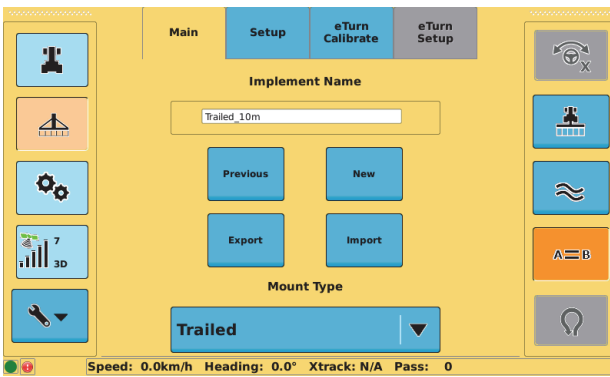 Main
Setup
eTurn
Calibrate
eTurn
Setup
X
Implement Name
Trailed_10m
Previous
New
7
3D
Export
Import
A
B
Mount Type
Trailed
Speed: 0.0km/h Heading: 0.0° Xtrack: N/A Pass: 0